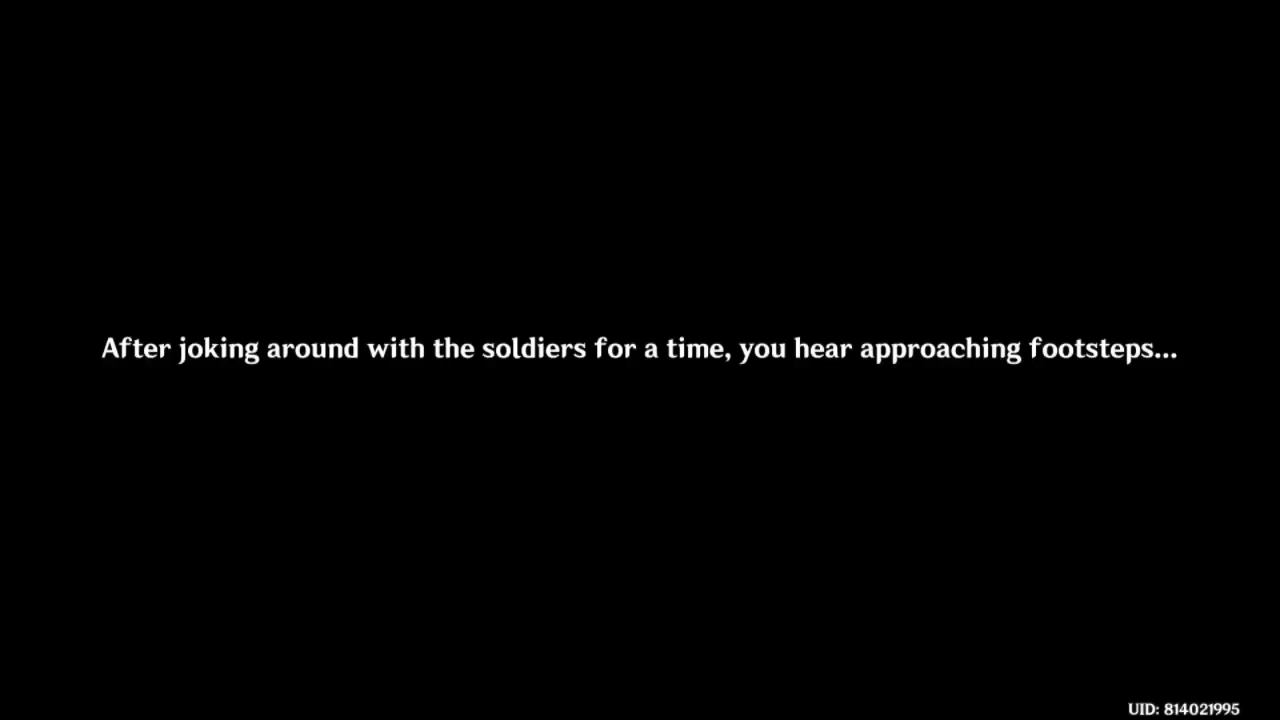 After joking around with the soldiers for a time, you hear approaching footsteps...
UID: 814021995